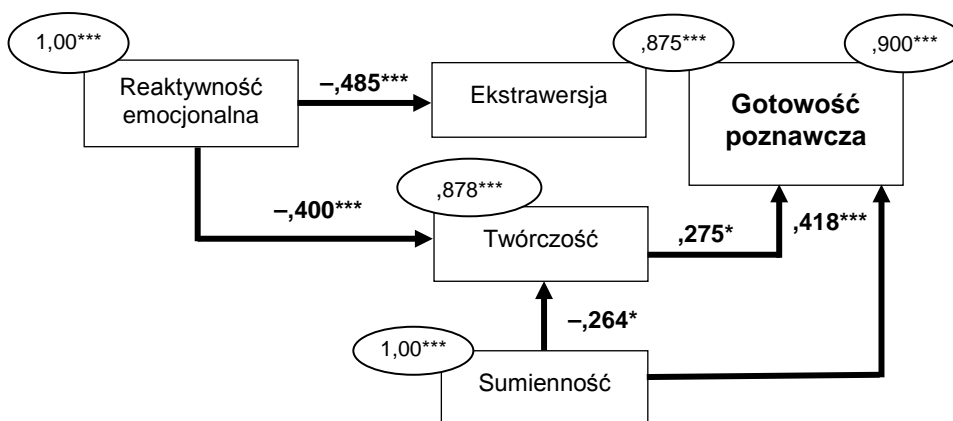 1,00***
,875***
,900***
Reaktywność
emocjonalna
–,485***
Ekstrawersja
Gotowość
poznawcza
–,400***
,878***
Twórczość
,275*
,418***
–,264*
1,00***
Sumienność